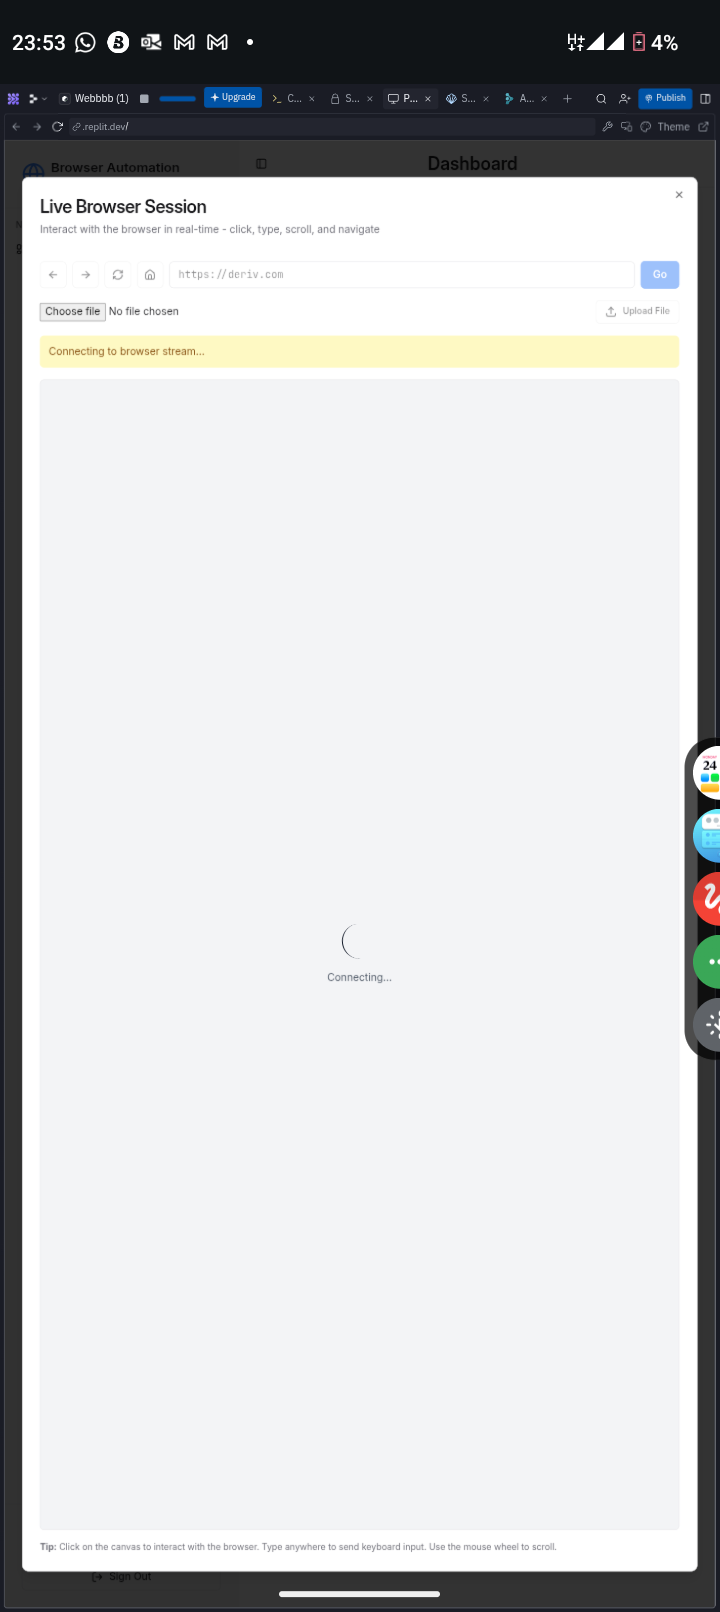 23:53
4%
Webbbb (1)
Upgrade
C...
S...
P...
S...
A...
Publish
.replit.dev/
Theme
Browser Automation
Dashboard
Live Browser Session
Interact with the browser in real-time - click, type, scroll, and navigate
https://deriv.com
Go
Choose file No file chosen
Upload File
Connecting to browser stream...
24
Connecting...
Tip: Click on the canvas to interact with the browser. Type anywhere to send keyboard input. Use the mouse wheel to scroll.
Sign Out